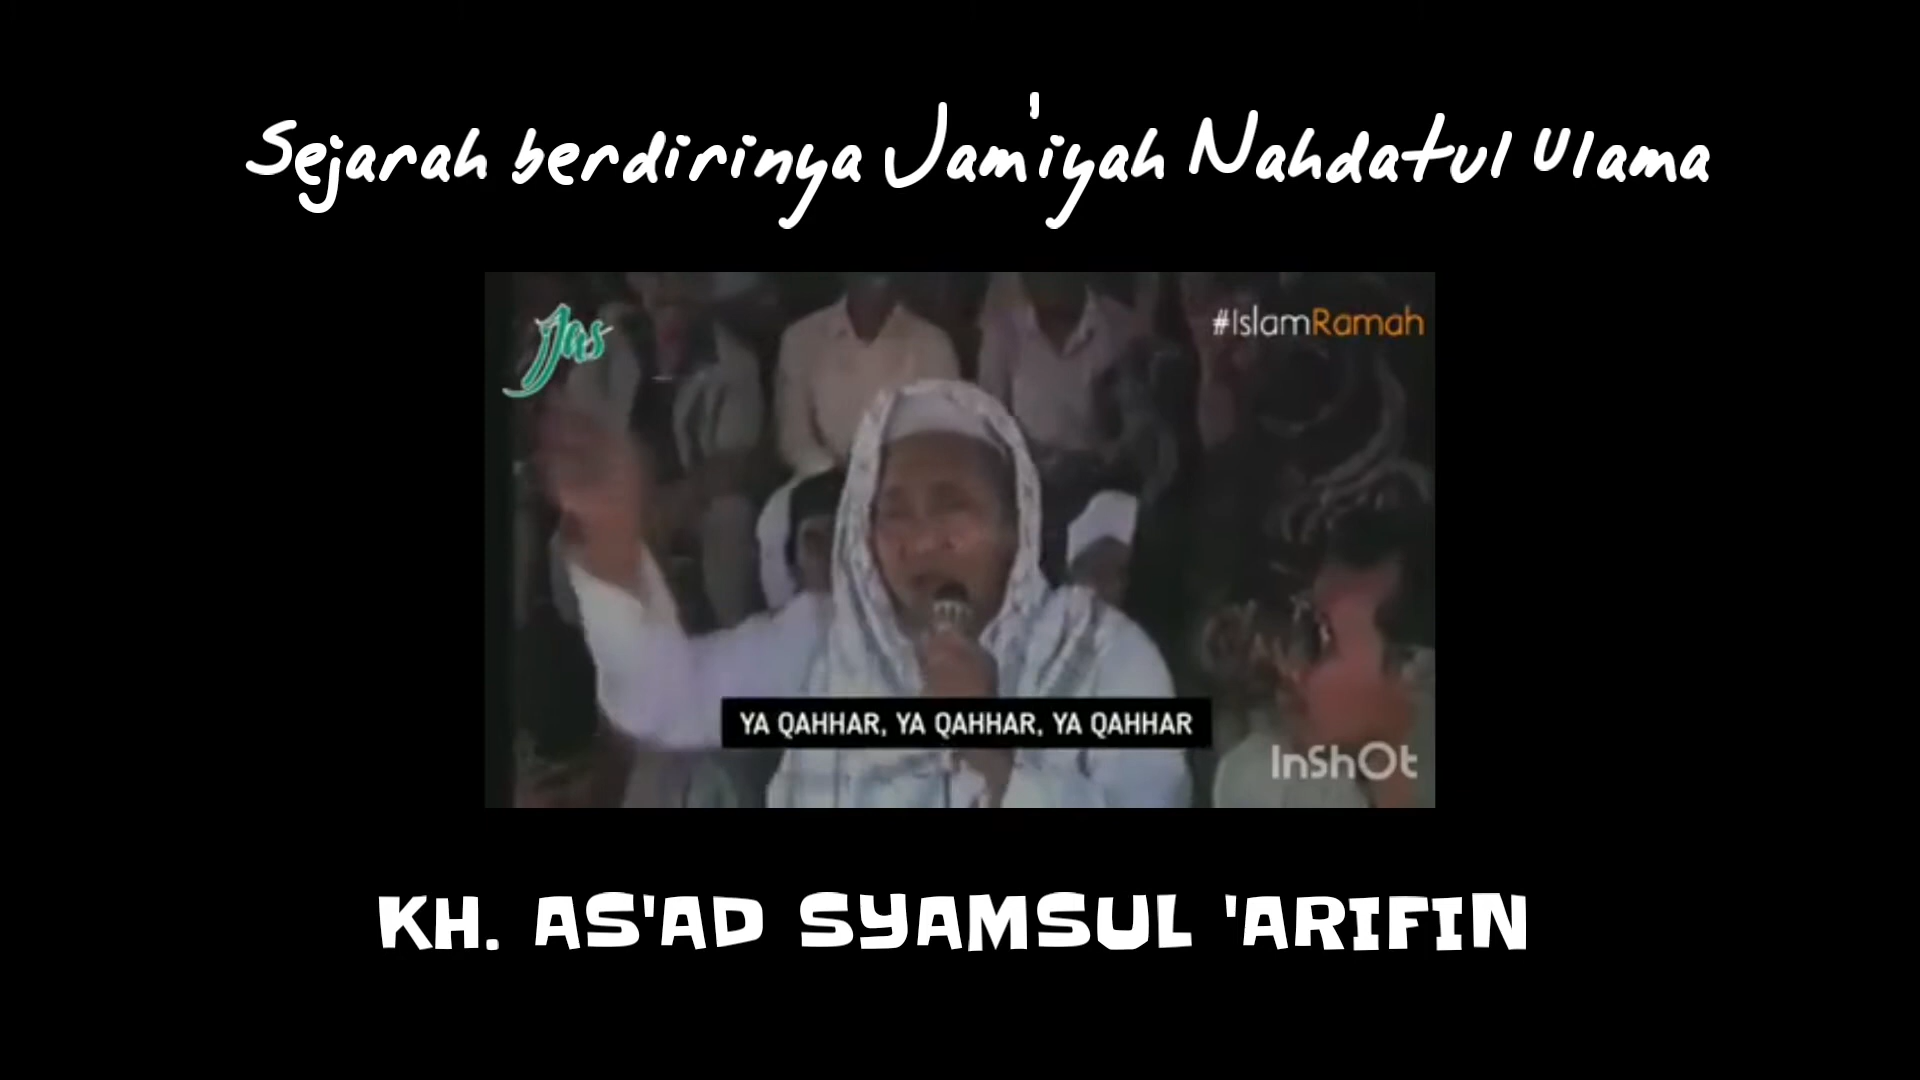 Sejarah berdirinya Jam'iyah Nahdatul Ulama
Jas
#IslamRamah
YA QAHHAR, YA QAHHAR, YA QAHHAR
InShOt
KH. AS'AD SYAMSUL 'ARIFIN